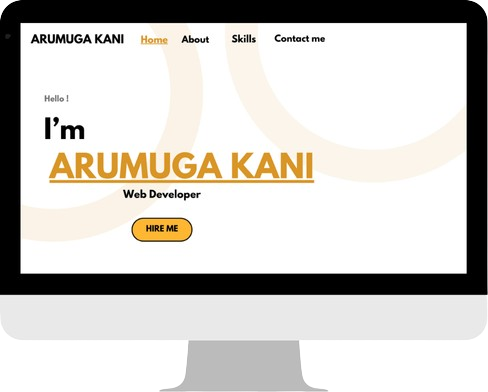 ARUMUGA KANI Home About Skills Contact me
Hello !
I'm
ARUMUGA KANI
Web Developer
HIRE ME